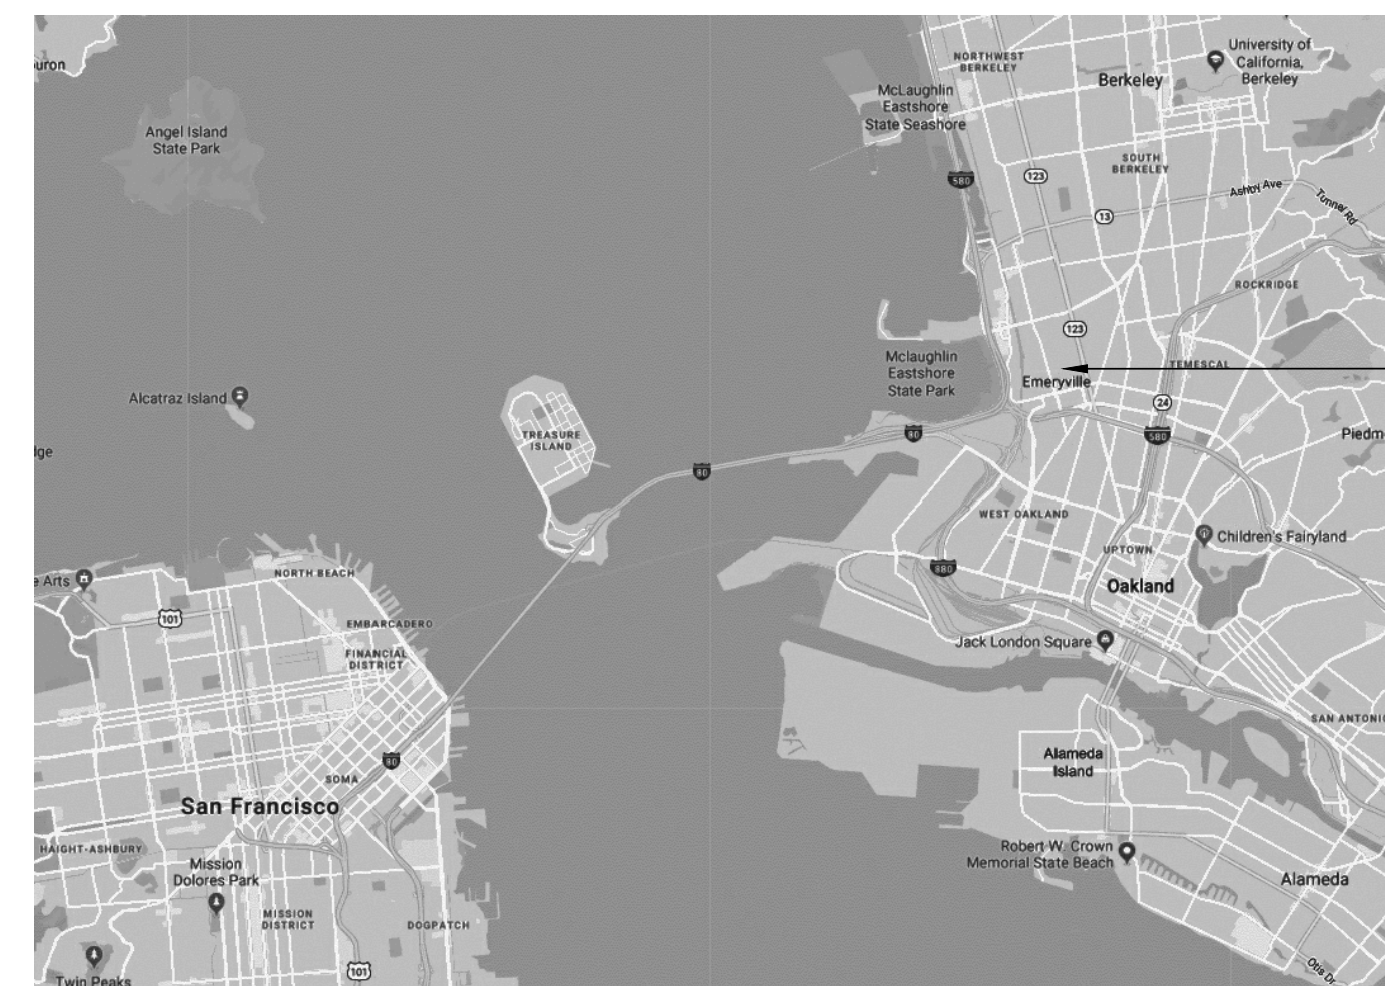 buron
Angel Island
State Park
Alcatraz Island
dge
TREASURE
ISLAND
80
NORTHWEST
BERKELEY
Berkeley
University of
California,
Berkeley
McLaughlin
Eastshore
State Seashore
SOUTH
BERKELEY
580
123
13
Ashby Ave
Tunnel Rd
ROCKRIDGE
123
Mclaughlin
Eastshore
State Park
Emeryville
TEMESCAL
24
580
80
Piedm
WEST OAKLAND
UPTOWN
Children's Fairyland
880
Oakland
Jack London Square
SAN ANTONIO
Alameda
Island
Robert W. Crown
Memorial State Beach
Alameda
Otis Dr
e Arts
101
NORTH BEACH
EMBARCADERO
FINANCIAL
DISTRICT
80
SOMA
San Francisco
HAIGHT-ASHBURY
Mission
Dolores Park
MISSION
DISTRICT
DOGPATCH
101
Twin Peaks